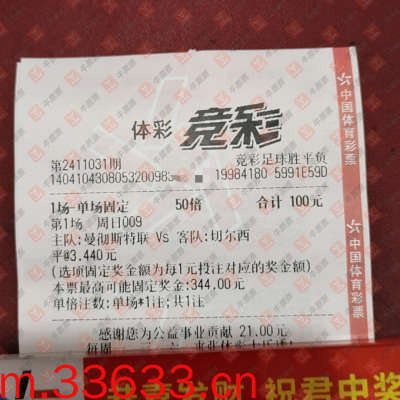 体彩 竞彩
第2411031期 竞彩足球胜平负
19984180 5991E59D
1场-单场固定 50倍 合计 100元
第1场 周日009
主队:曼彻斯特联 Vs 客队:切尔西
平@3.440元
(选项固定奖金额为每1元投注对应的奖金额)
本票最高可能固定奖金:344.00元
单倍注数:单场*1注;共1注
感谢您为公益事业贡献 21.00元
中国体育彩票
中国体育彩票
祝君中奖
m.33633.cn